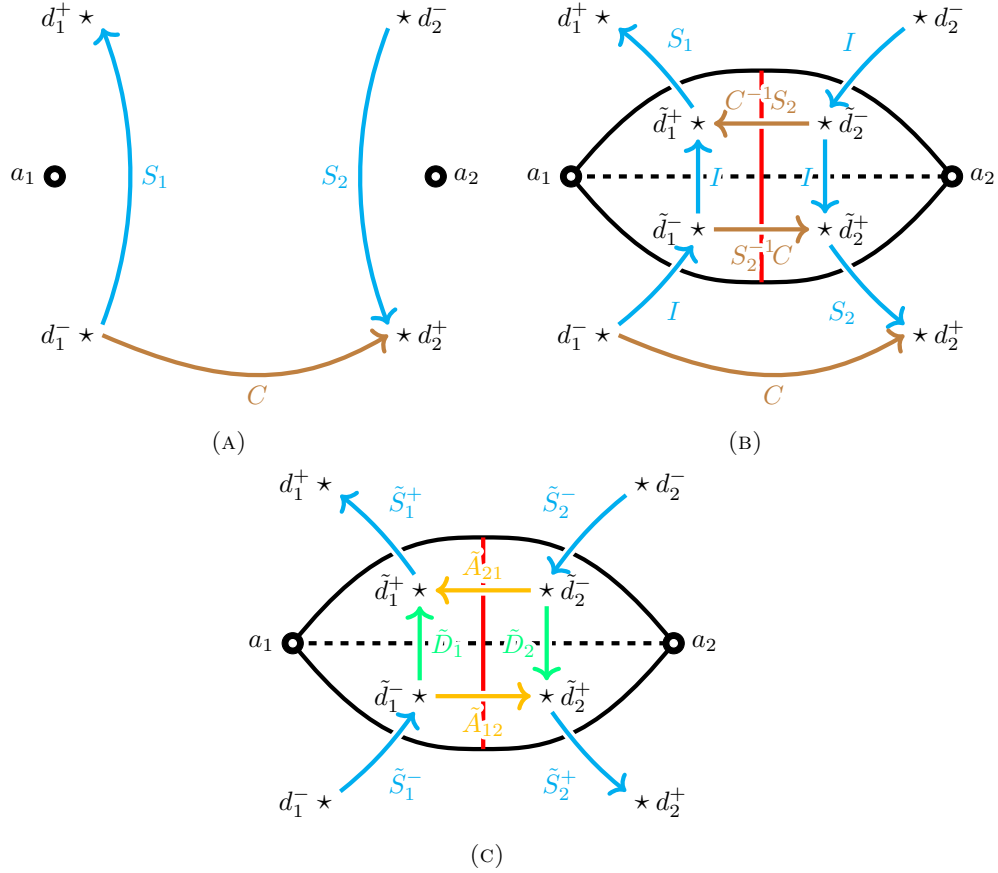 d₁⁺ ⋆ ⋆ d₂⁻
S₁ S₂
a₁ a₂
d₁⁻ ⋆ ⋆ d₂⁺
C
(A)
d₁⁺ ⋆ ⋆ d₂⁻
S₁ I
C⁻¹S₂
d̃₁⁺ ⋆ ⋆ d̃₂⁻
a₁ I I a₂
d̃₁⁻ ⋆ ⋆ d̃₂⁺
S₂⁻¹C
I S₂
d₁⁻ ⋆ ⋆ d₂⁺
C
(B)
d₁⁺ ⋆ ⋆ d₂⁻
S̃₁⁺ S̃₂⁻
Ã₂₁
d̃₁⁺ ⋆ ⋆ d̃₂⁻
a₁ D̃₁ D̃₂ a₂
d̃₁⁻ ⋆ ⋆ d̃₂⁺
Ã₁₂
S̃₁⁻ S̃₂⁺
d₁⁻ ⋆ ⋆ d₂⁺
(C)